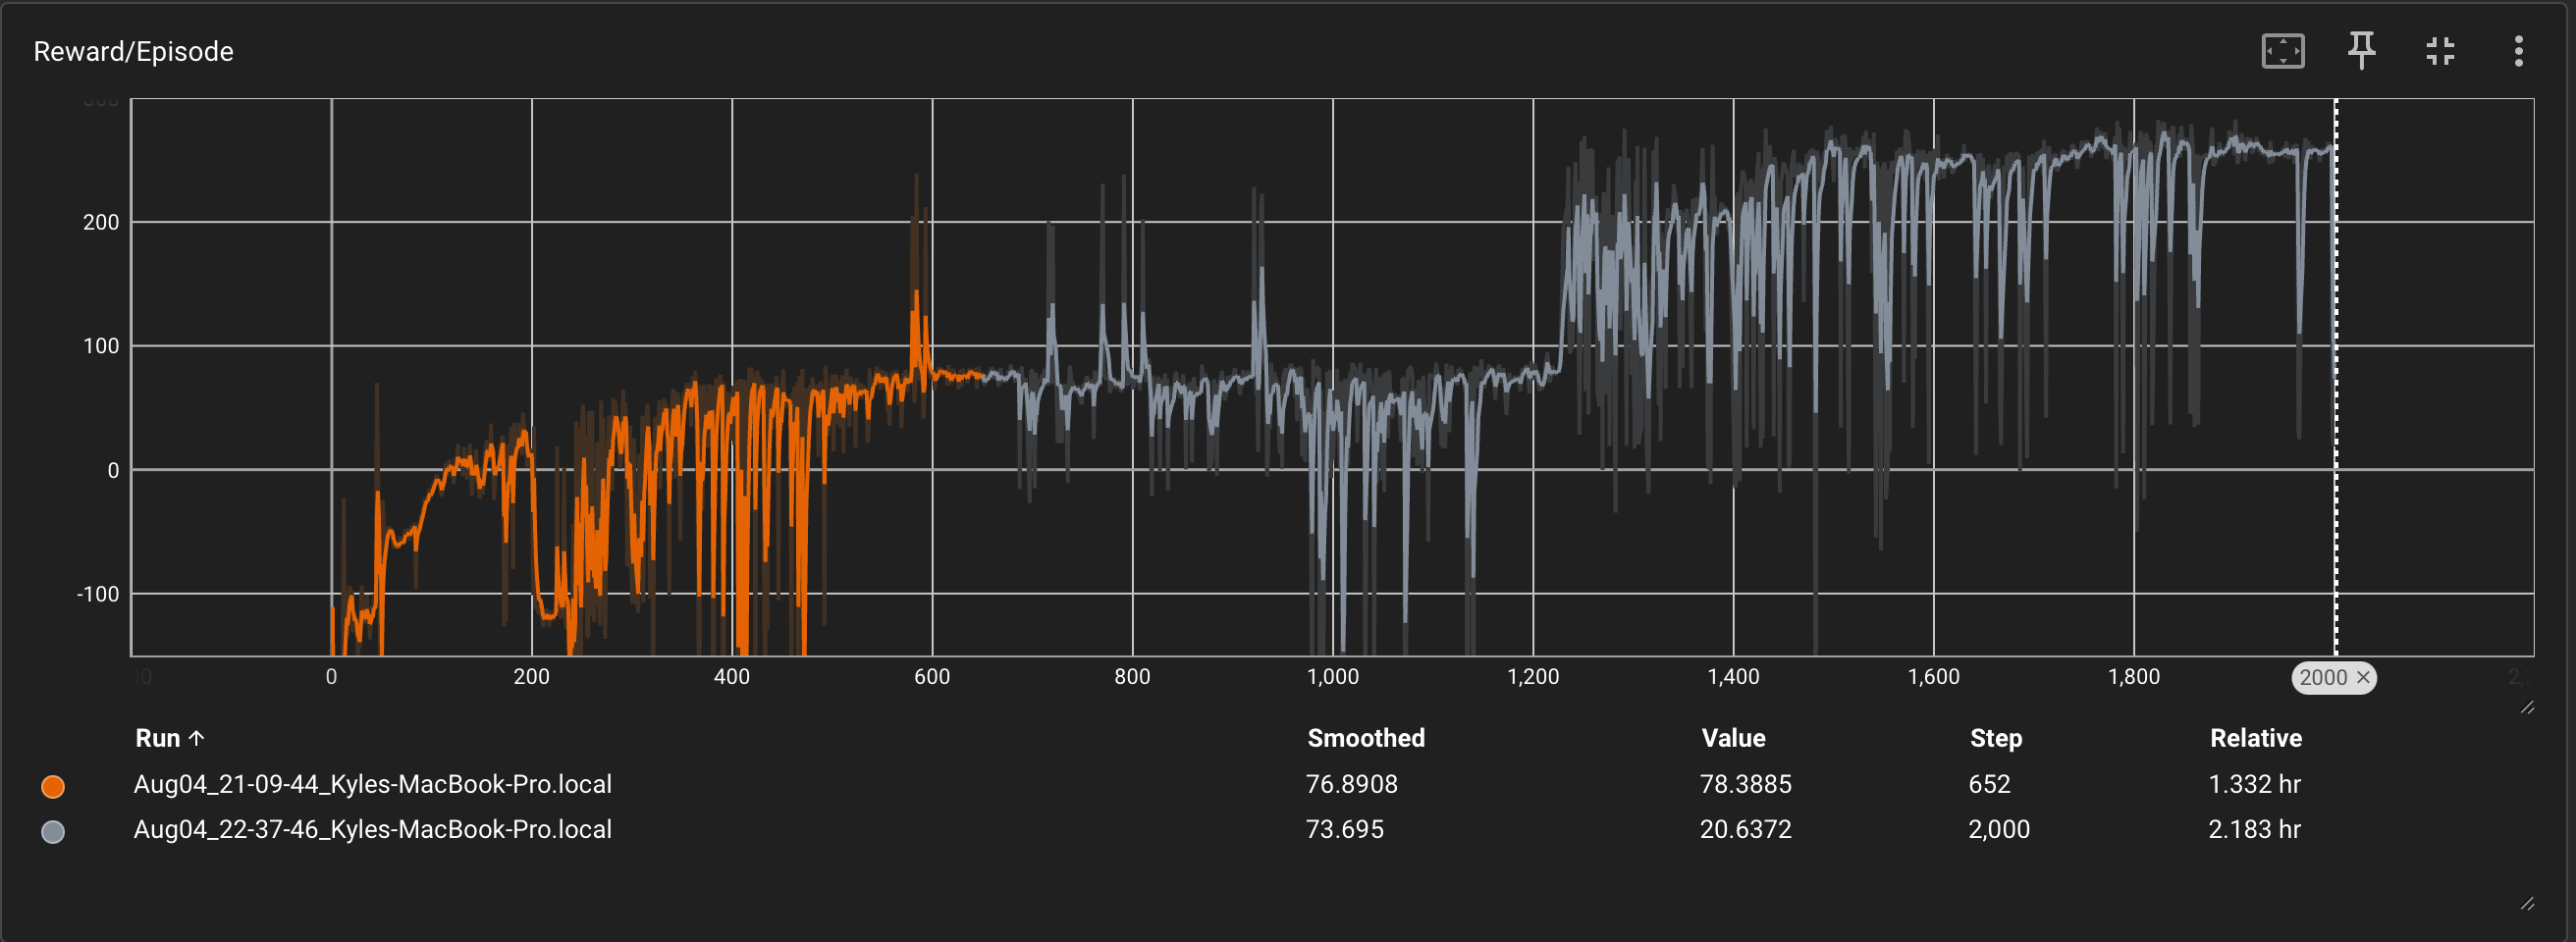 Reward/Episode
300
200
100
0
-100
0 200 400 600 800 1,000 1,200 1,400 1,600 1,800 2000 ×
Run ↑ Smoothed Value Step Relative
Aug04_21-09-44_Kyles-MacBook-Pro.local 76.8908 78.3885 652 1.332 hr
Aug04_22-37-46_Kyles-MacBook-Pro.local 73.695 20.6372 2,000 2.183 hr